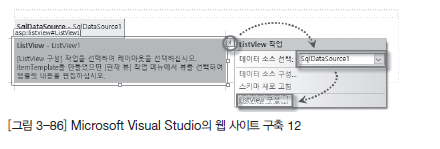 SqlDataSource - SqlDataSource1
asp:listview#ListView1
ListView - ListView1
[ListView 구성] 작업을 선택하여 레이아웃을 선택하십시오.
ItemTemplate를 만들었으면 [현재 뷰] 작업 메뉴에서 뷰를 선택하여
템플릿 내용을 편집하십시오.
ListView 작업
데이터 소스 선택: SqlDataSource1
데이터 소스 구성...
스키마 새로 고침
ListView 구성...
[그림 3-86] Microsoft Visual Studio의 웹 사이트 구축 12